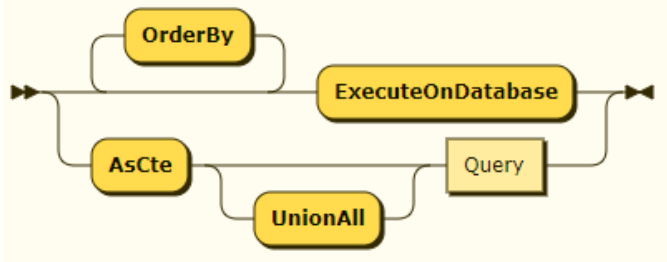 OrderBy
ExecuteOnDatabase
AsCte
Query
UnionAll